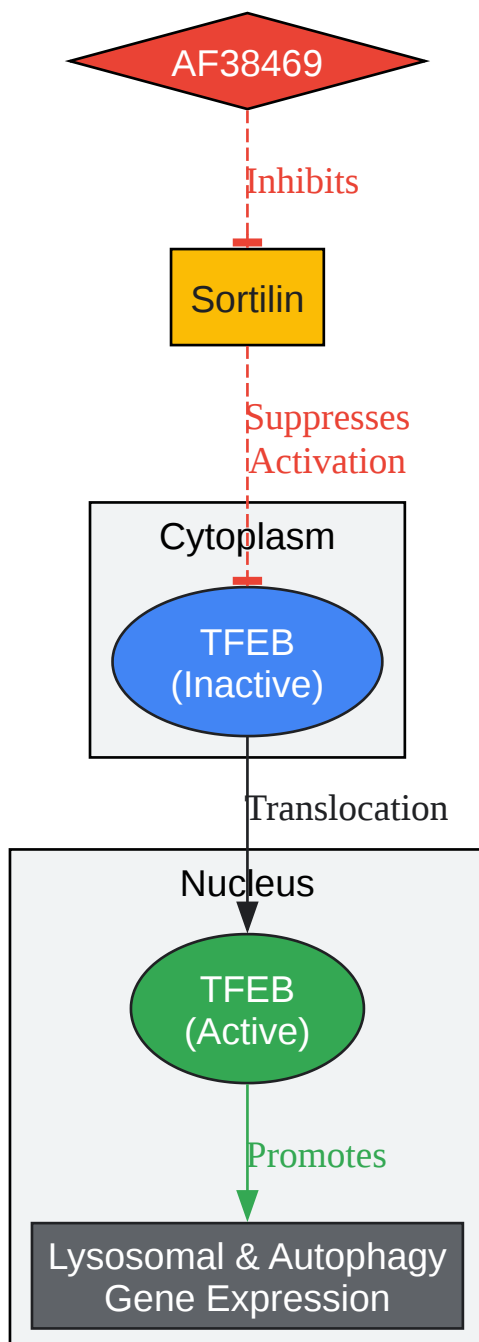 AF38469
Inhibits
Sortilin
Suppresses
Activation
Cytoplasm
TFEB
(Inactive)
Translocation
Nucleus
TFEB
(Active)
Promotes
Lysosomal & Autophagy
Gene Expression